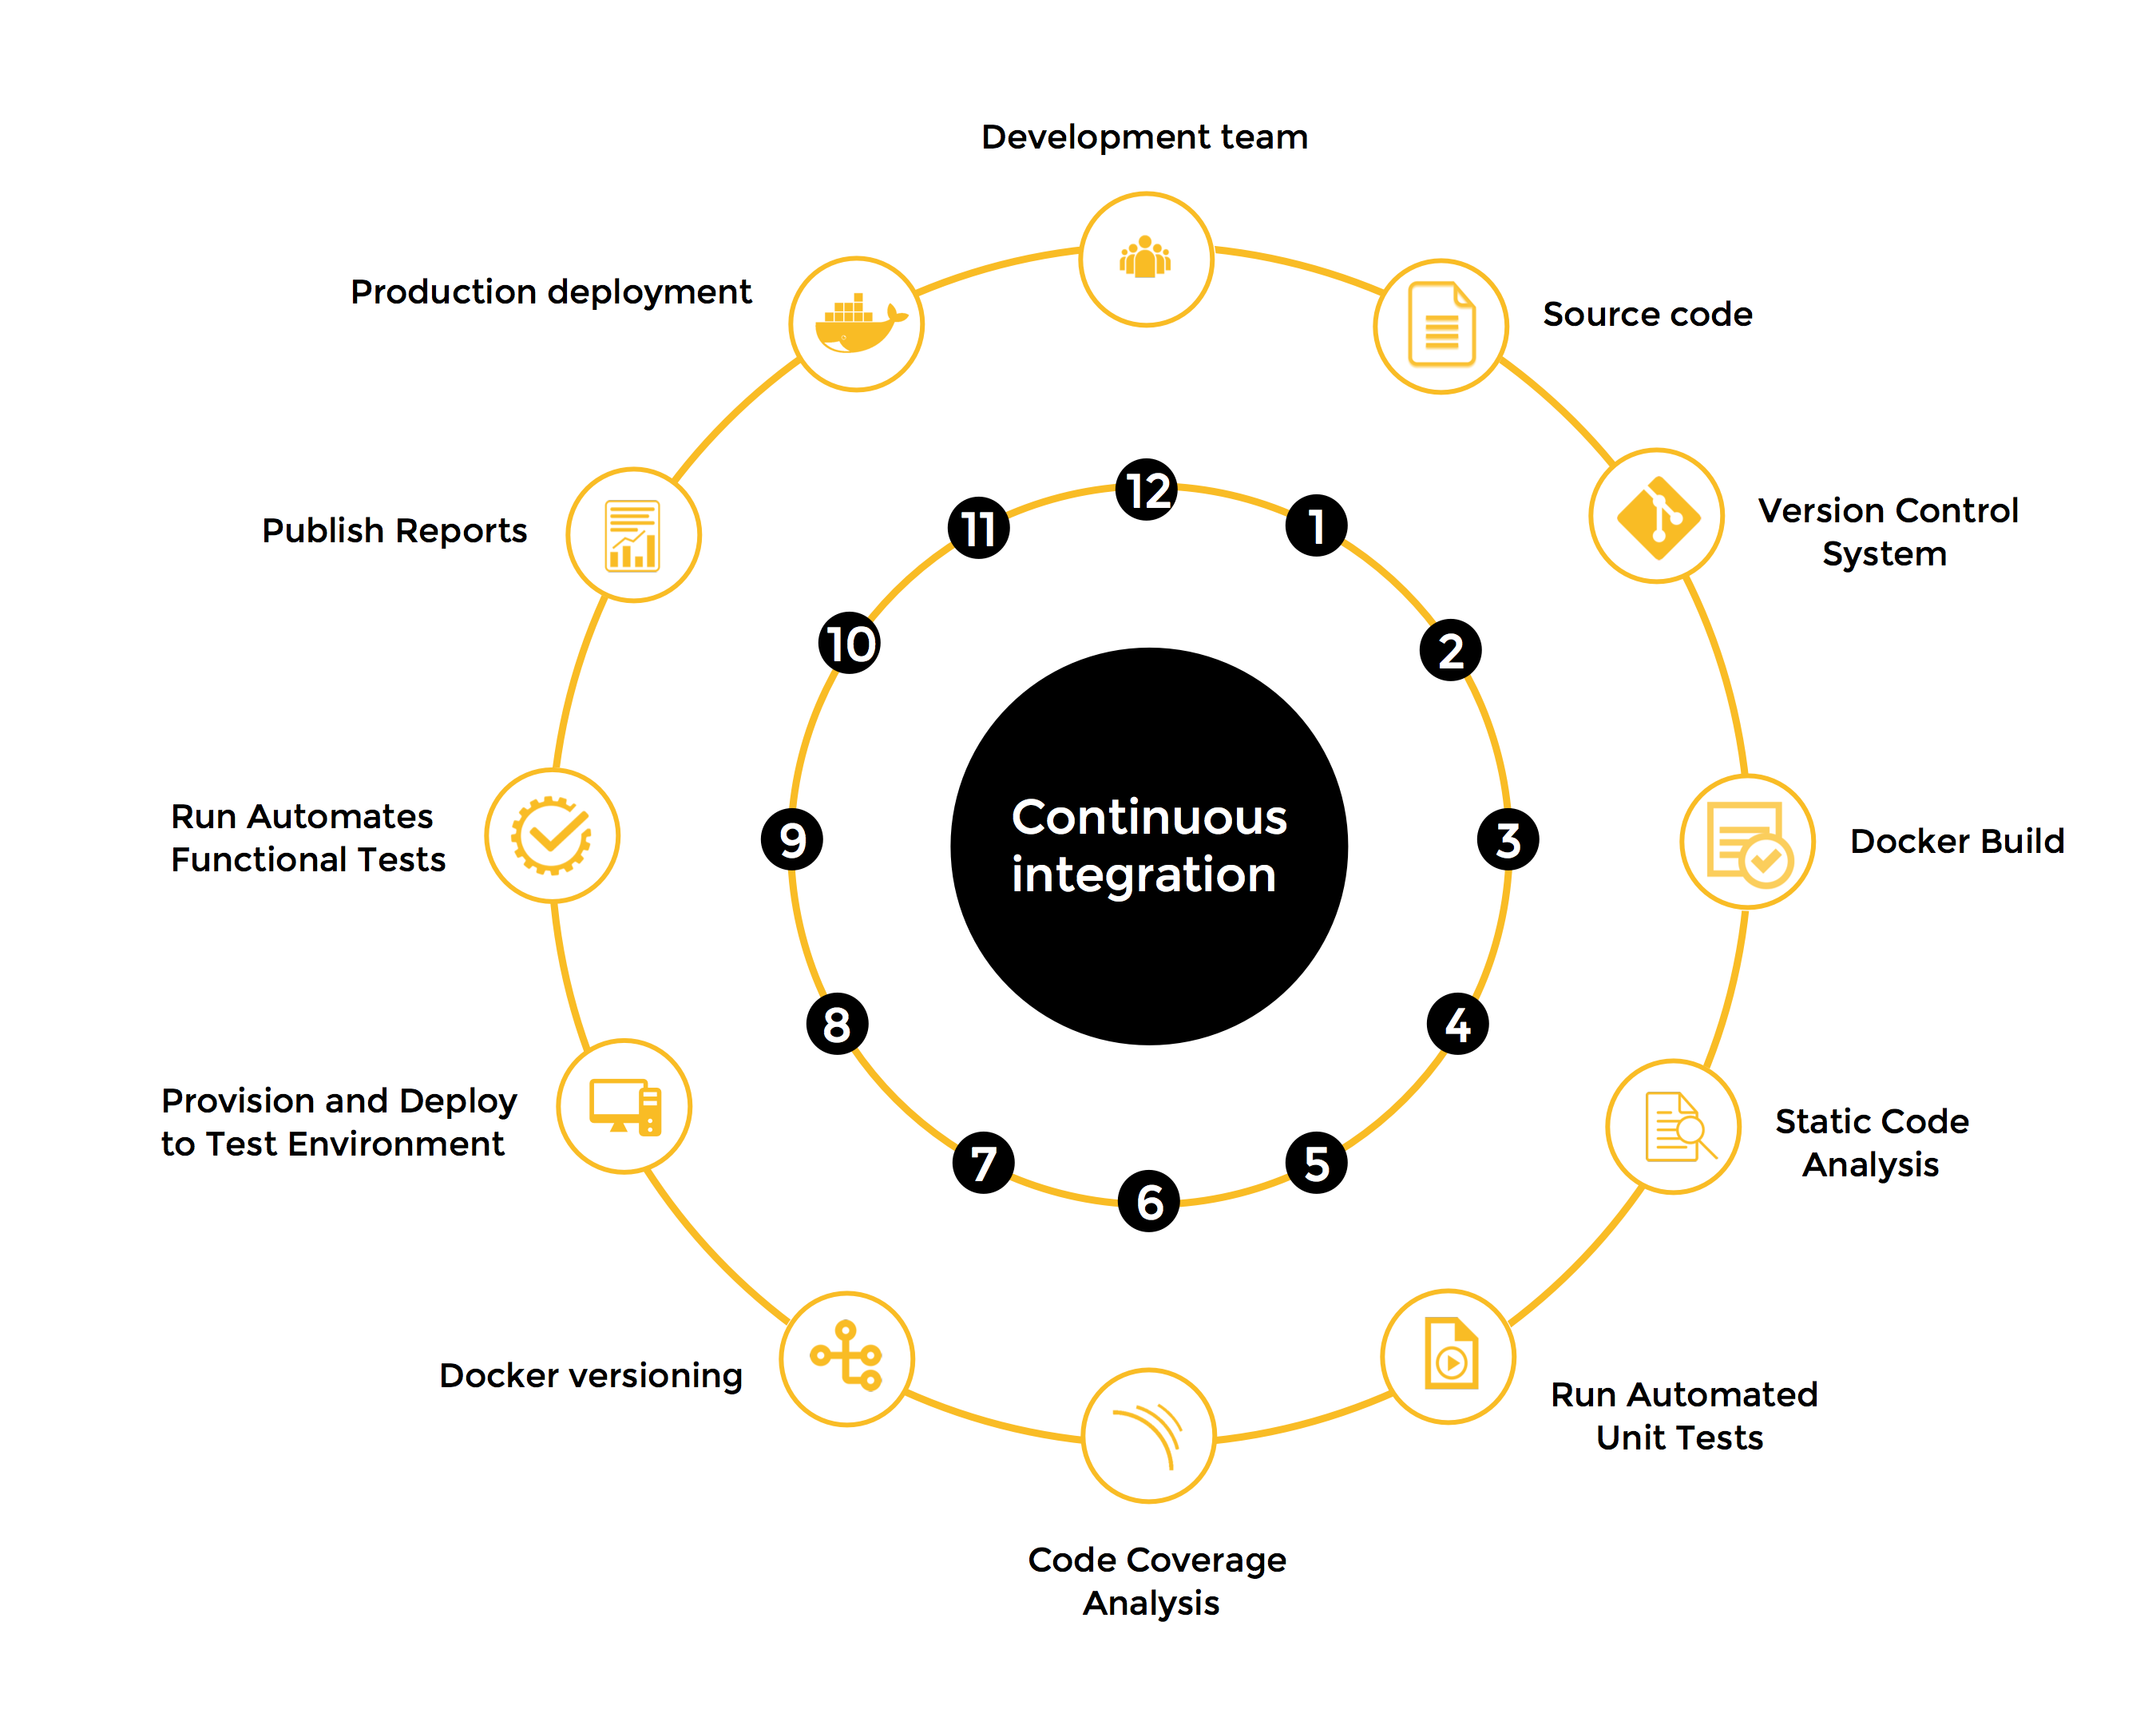 Development team
Production deployment
Source code
Publish Reports
Version Control
System
12
11
1
10
2
Run Automates
Functional Tests
9
Continuous
integration
3
Docker Build
8
4
Provision and Deploy
to Test Environment
Static Code
Analysis
7
5
6
Docker versioning
Run Automated
Unit Tests
Code Coverage
Analysis